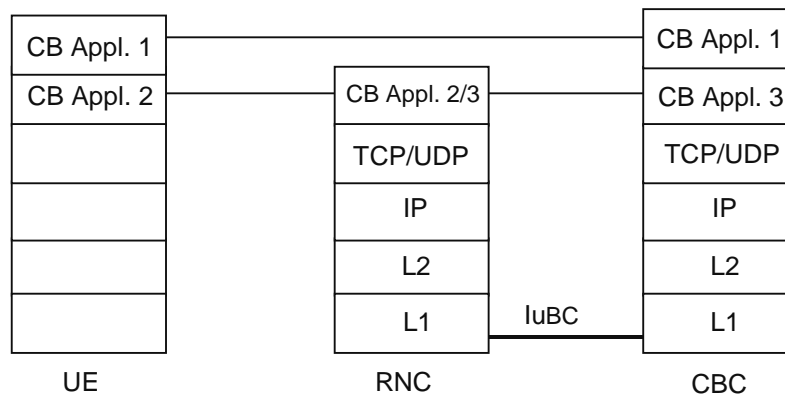 CB Appl. 1
CB Appl. 2
UE
CB Appl. 2/3
TCP/UDP
IP
L2
L1
RNC
IuBC
CB Appl. 1
CB Appl. 3
TCP/UDP
IP
L2
L1
CBC